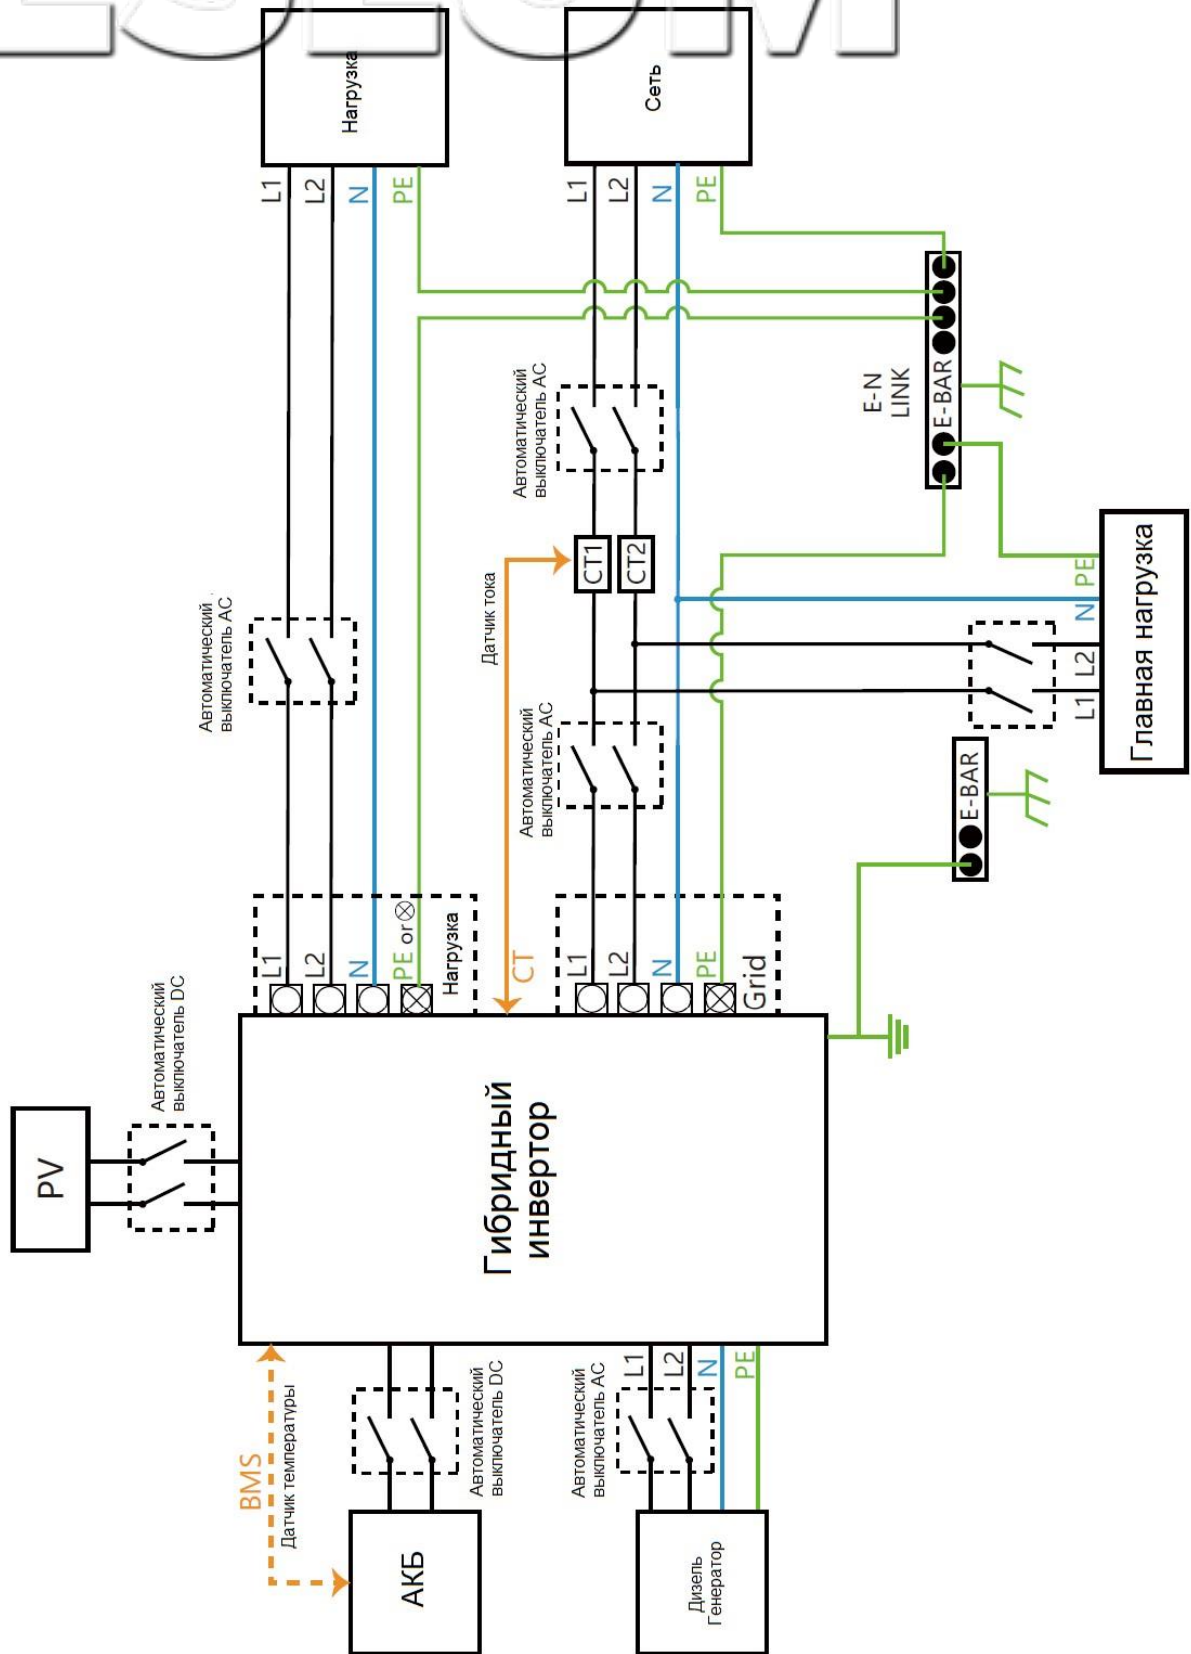 Нагрузка
Сеть
L1
L2
N
PE
L1
L2
N
PE
Автоматический
выключатель AC
E-N
LINK
E-BAR
CT1
CT2
Датчик тока
Автоматический
выключатель AC
Автоматический
выключатель AC
Главная нагрузка
L1
L2
N
PE
E-BAR
L1
L2
N
PE or⊗
Нагрузка
CT
L1
L2
N
PE
Grid
Автоматический
выключатель DC
PV
Гибридный
инвертор
BMS
Датчик температуры
Автоматический
выключатель DC
Автоматический
выключатель AC
L1
L2
N
PE
АКБ
Дизель
Генератор